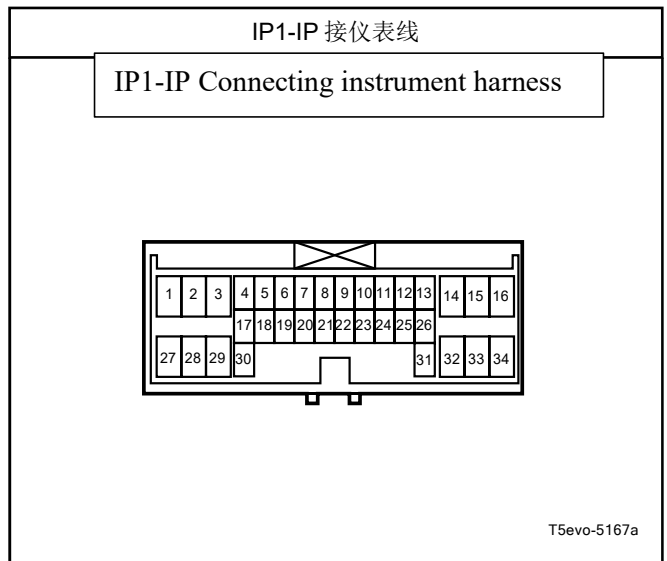 IP1-IP 接仪表线
IP1-IP Connecting instrument harness
1 2 3 4 5 6 7 8 9 10 11 12 13 14 15 16
17 18 19 20 21 22 23 24 25 26
27 28 29 30 31 32 33 34
T5evo-5167a